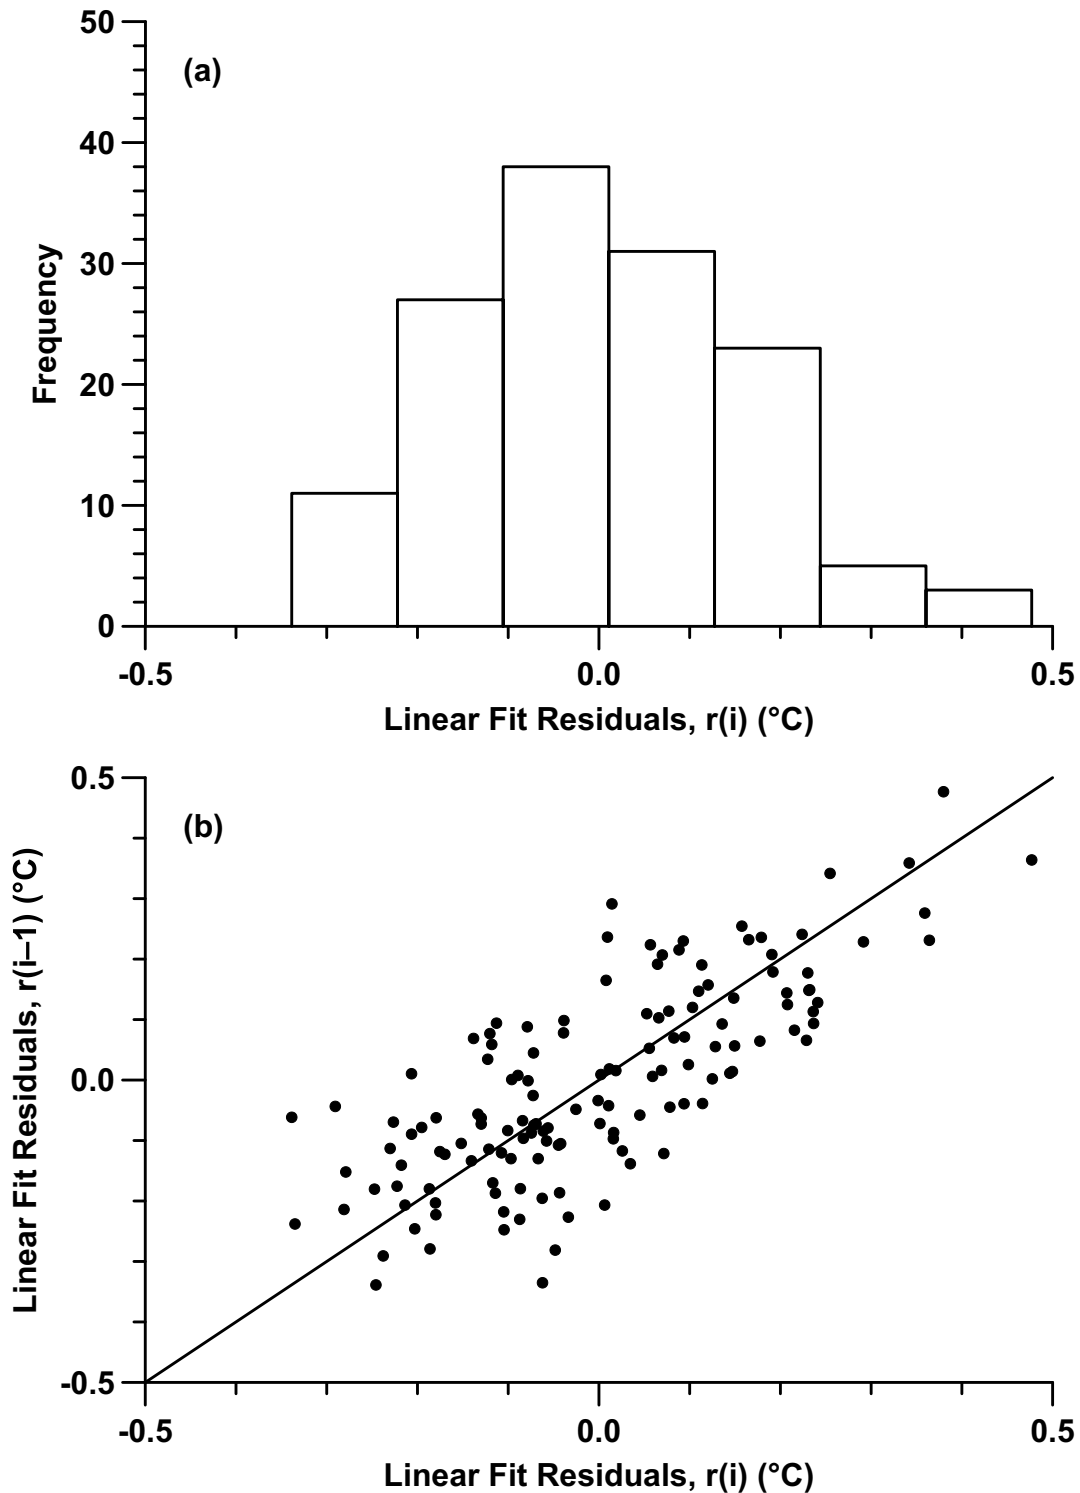 50
(a)
40
30
20
10
0
Frequency
-0.5
0.0
0.5
Linear Fit Residuals, r(i) (°C)
0.5
(b)
0.0
-0.5
Linear Fit Residuals, r(i–1) (°C)
-0.5
0.0
0.5
Linear Fit Residuals, r(i) (°C)